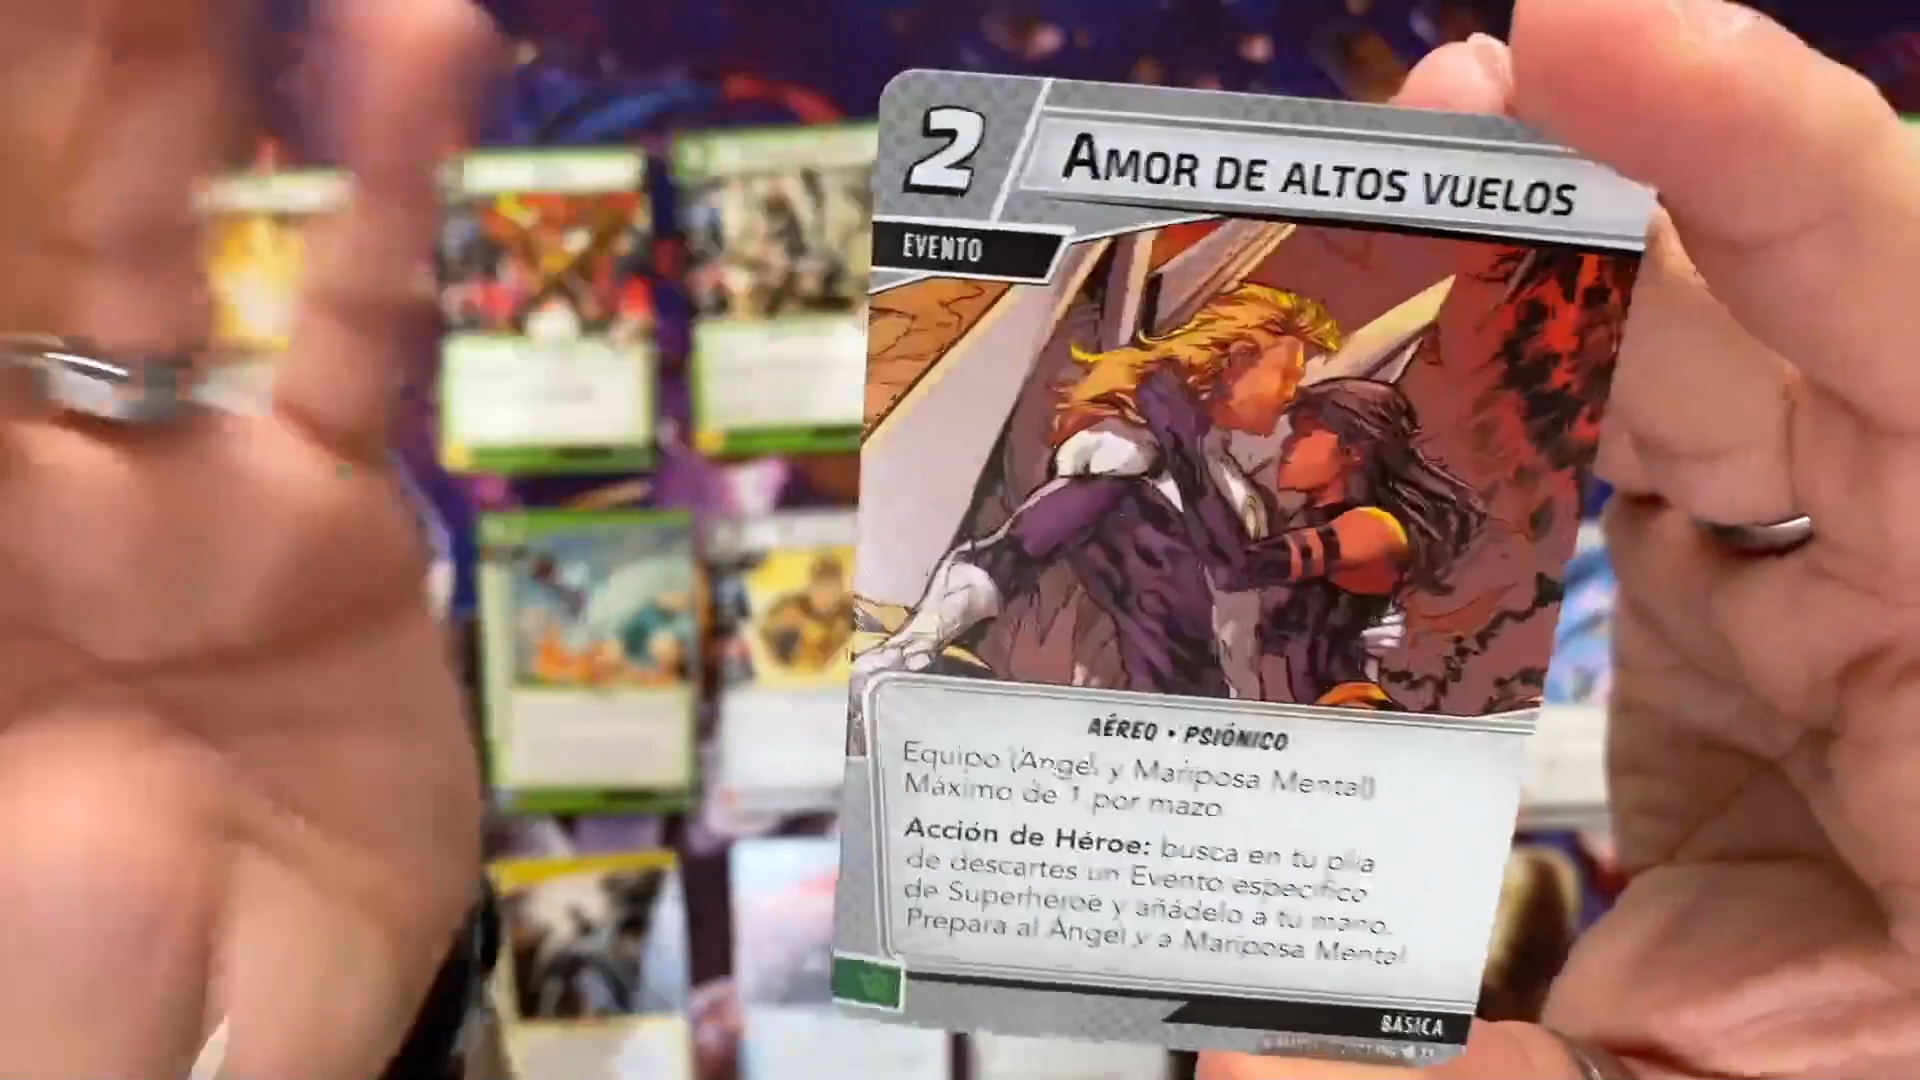 2
AMOR DE ALTOS VUELOS
EVENTO
AÉREO • PSIÓNICO
Equipo (Ángel y Mariposa Mental)
Máximo de 1 por mazo.
Acción de Héroe: busca en tu pila
de descartes un Evento específico
de Superhéroe y añádelo a tu mano.
Prepara al Ángel y a Mariposa Mental
BÁSICA